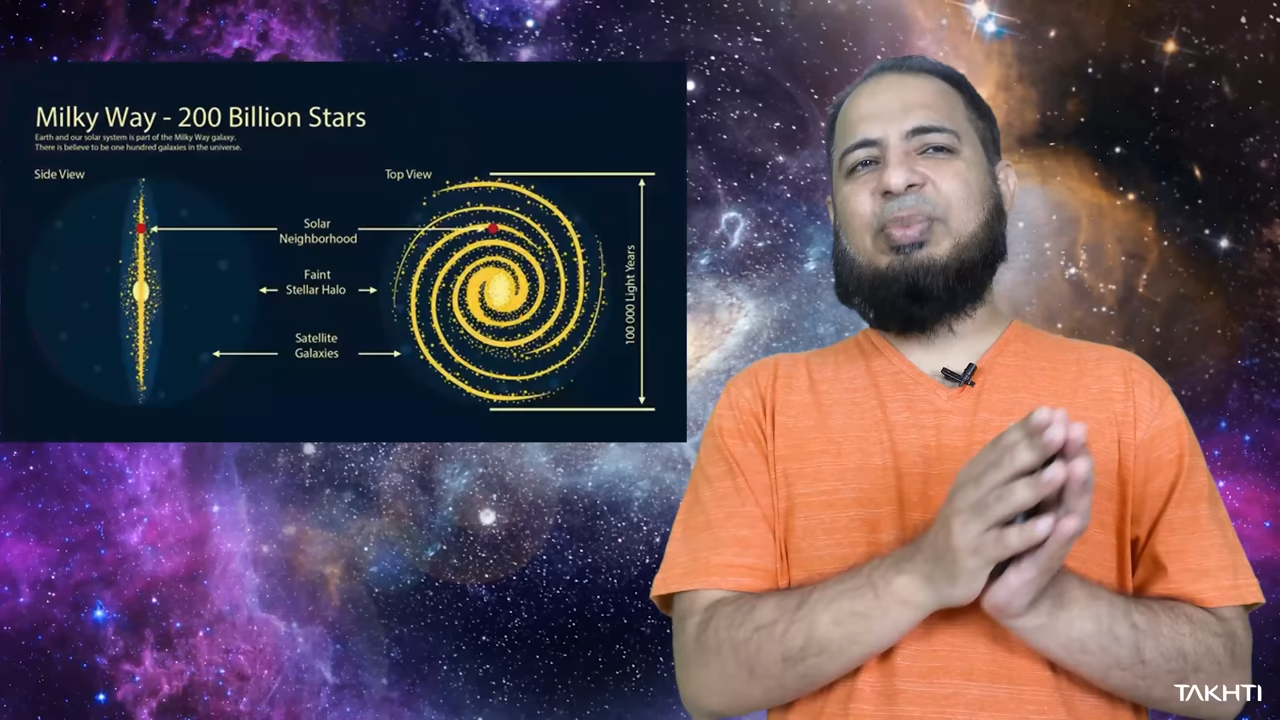 Milky Way - 200 Billion Stars
Earth and our solar system is part of the Milky Way galaxy.
There is believe to be one hundred galaxies in the universe.
Side View
Top View
Solar
Neighborhood
Faint
Stellar Halo
Satellite
Galaxies
100 000 Light Years
TAKHTI